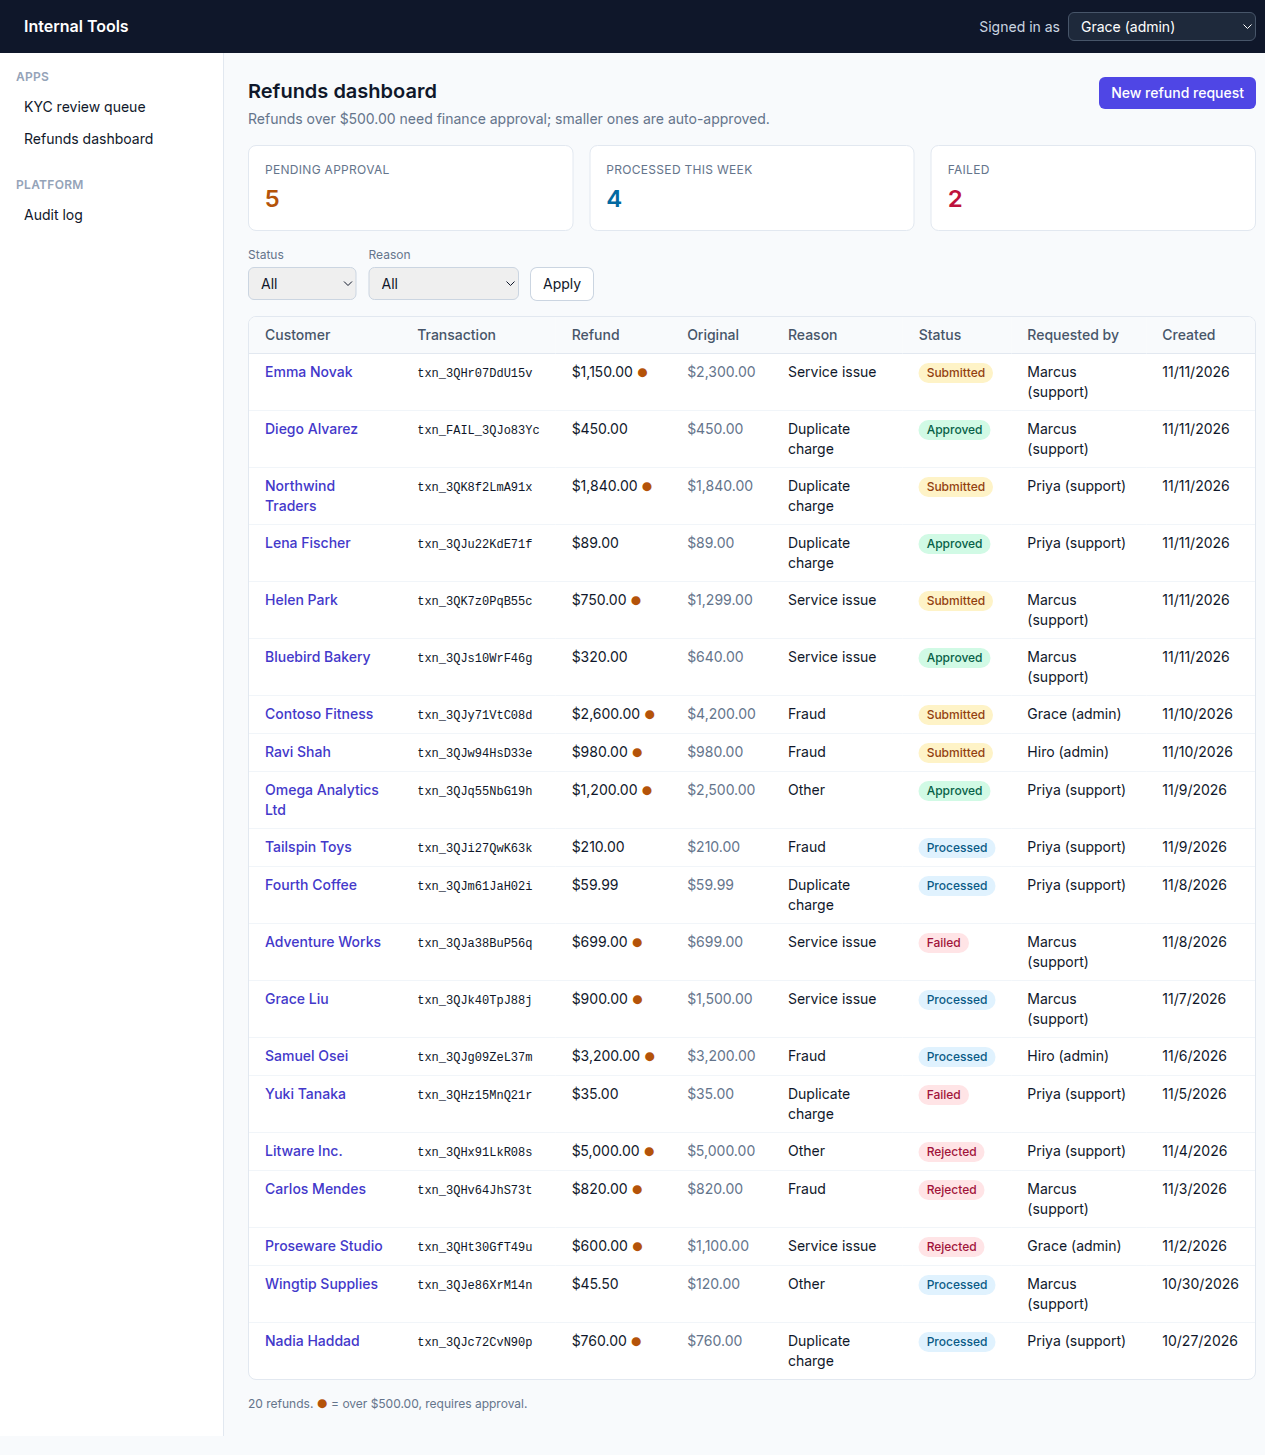 Internal Tools
Signed in as Grace (admin)
APPS
KYC review queue
Refunds dashboard
PLATFORM
Audit log
Refunds dashboard
New refund request
Refunds over $500.00 need finance approval; smaller ones are auto-approved.
PENDING APPROVAL
5
PROCESSED THIS WEEK
4
FAILED
2
Status
All
Reason
All
Apply
Customer Transaction Refund Original Reason Status Requested by Created
Emma Novak txn_3QHr07DdU15v $1,150.00 ● $2,300.00 Service issue Submitted Marcus (support) 11/11/2026
Diego Alvarez txn_FAIL_3QJo83Yc $450.00 $450.00 Duplicate charge Approved Marcus (support) 11/11/2026
Northwind Traders txn_3QK8f2LmA91x $1,840.00 ● $1,840.00 Duplicate charge Submitted Priya (support) 11/11/2026
Lena Fischer txn_3QJu22KdE71f $89.00 $89.00 Duplicate charge Approved Priya (support) 11/11/2026
Helen Park txn_3QK7z0PqB55c $750.00 ● $1,299.00 Service issue Submitted Marcus (support) 11/11/2026
Bluebird Bakery txn_3QJs10WrF46g $320.00 $640.00 Service issue Approved Marcus (support) 11/11/2026
Contoso Fitness txn_3QJy71VtC08d $2,600.00 ● $4,200.00 Fraud Submitted Grace (admin) 11/10/2026
Ravi Shah txn_3QJw94HsD33e $980.00 ● $980.00 Fraud Submitted Hiro (admin) 11/10/2026
Omega Analytics Ltd txn_3QJq55NbG19h $1,200.00 ● $2,500.00 Other Approved Priya (support) 11/9/2026
Tailspin Toys txn_3QJi27QwK63k $210.00 $210.00 Fraud Processed Priya (support) 11/9/2026
Fourth Coffee txn_3QJm61JaH02i $59.99 $59.99 Duplicate charge Processed Priya (support) 11/8/2026
Adventure Works txn_3QJa38BuP56q $699.00 ● $699.00 Service issue Failed Marcus (support) 11/8/2026
Grace Liu txn_3QJk40TpJ88j $900.00 ● $1,500.00 Service issue Processed Marcus (support) 11/7/2026
Samuel Osei txn_3QJg09ZeL37m $3,200.00 ● $3,200.00 Fraud Processed Hiro (admin) 11/6/2026
Yuki Tanaka txn_3QHz15MnQ21r $35.00 $35.00 Duplicate charge Failed Priya (support) 11/5/2026
Litware Inc. txn_3QHx91LkR08s $5,000.00 ● $5,000.00 Other Rejected Priya (support) 11/4/2026
Carlos Mendes txn_3QHv64JhS73t $820.00 ● $820.00 Fraud Rejected Marcus (support) 11/3/2026
Proseware Studio txn_3QHt30GfT49u $600.00 ● $1,100.00 Service issue Rejected Grace (admin) 11/2/2026
Wingtip Supplies txn_3QJe86XrM14n $45.50 $120.00 Other Processed Marcus (support) 10/30/2026
Nadia Haddad txn_3QJc72CvN90p $760.00 ● $760.00 Duplicate charge Processed Priya (support) 10/27/2026
20 refunds. ● = over $500.00, requires approval.